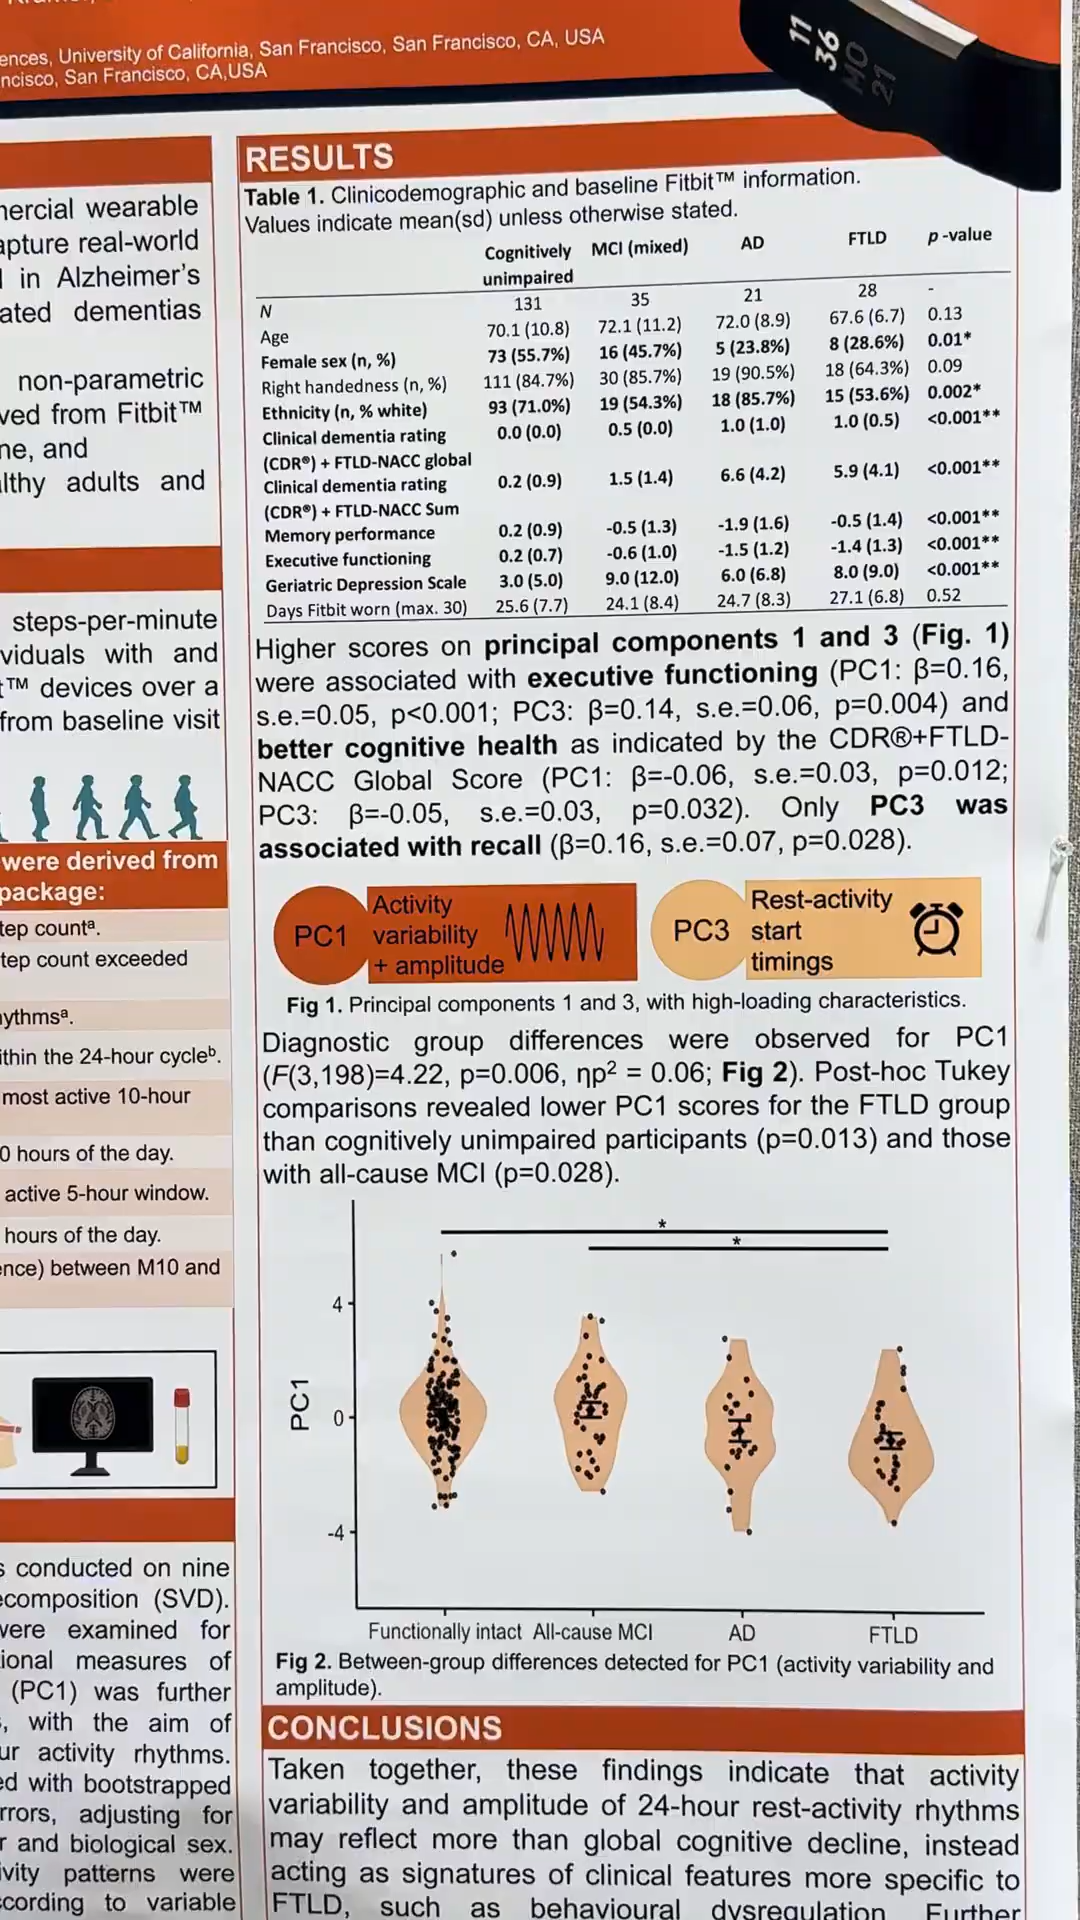 ences, University of California, San Francisco, San Francisco, CA, USA
ncisco, San Francisco, CA,USA
11
36
MO
21
mercial wearable
apture real-world
in Alzheimer's
ated dementias
non-parametric
ved from Fitbit™
ne, and
lthy adults and
steps-per-minute
viduals with and
t™ devices over a
from baseline visit
were derived from
package:
tep countᵃ.
tep count exceeded
ythmsᵃ.
ithin the 24-hour cycleᵇ.
most active 10-hour
0 hours of the day.
active 5-hour window.
hours of the day.
ence) between M10 and
s conducted on nine
ecomposition (SVD).
were examined for
ional measures of
(PC1) was further
, with the aim of
ur activity rhythms.
ed with bootstrapped
rrors, adjusting for
r and biological sex.
ivity patterns were
ccording to variable
RESULTS
Table 1. Clinicodemographic and baseline Fitbit™ information.
Values indicate mean(sd) unless otherwise stated.
Cognitively unimpaired MCI (mixed) AD FTLD p-value
N 131 35 21 28 -
Age 70.1 (10.8) 72.1 (11.2) 72.0 (8.9) 67.6 (6.7) 0.13
Female sex (n, %) 73 (55.7%) 16 (45.7%) 5 (23.8%) 8 (28.6%) 0.01*
Right handedness (n, %) 111 (84.7%) 30 (85.7%) 19 (90.5%) 18 (64.3%) 0.09
Ethnicity (n, % white) 93 (71.0%) 19 (54.3%) 18 (85.7%) 15 (53.6%) 0.002*
Clinical dementia rating 0.0 (0.0) 0.5 (0.0) 1.0 (1.0) 1.0 (0.5) <0.001**
(CDR®) + FTLD-NACC global
Clinical dementia rating 0.2 (0.9) 1.5 (1.4) 6.6 (4.2) 5.9 (4.1) <0.001**
(CDR®) + FTLD-NACC Sum
Memory performance 0.2 (0.9) -0.5 (1.3) -1.9 (1.6) -0.5 (1.4) <0.001**
Executive functioning 0.2 (0.7) -0.6 (1.0) -1.5 (1.2) -1.4 (1.3) <0.001**
Geriatric Depression Scale 3.0 (5.0) 9.0 (12.0) 6.0 (6.8) 8.0 (9.0) <0.001**
Days Fitbit worn (max. 30) 25.6 (7.7) 24.1 (8.4) 24.7 (8.3) 27.1 (6.8) 0.52
Higher scores on principal components 1 and 3 (Fig. 1)
were associated with executive functioning (PC1: β=0.16,
s.e.=0.05, p<0.001; PC3: β=0.14, s.e.=0.06, p=0.004) and
better cognitive health as indicated by the CDR®+FTLD-
NACC Global Score (PC1: β=-0.06, s.e.=0.03, p=0.012;
PC3: β=-0.05, s.e.=0.03, p=0.032). Only PC3 was
associated with recall (β=0.16, s.e.=0.07, p=0.028).
PC1
Activity
variability
+ amplitude
PC3
Rest-activity
start
timings
Fig 1. Principal components 1 and 3, with high-loading characteristics.
Diagnostic group differences were observed for PC1
(F(3,198)=4.22, p=0.006, ηp² = 0.06; Fig 2). Post-hoc Tukey
comparisons revealed lower PC1 scores for the FTLD group
than cognitively unimpaired participants (p=0.013) and those
with all-cause MCI (p=0.028).
*
*
4
0
-4
PC1
Functionally intact All-cause MCI AD FTLD
Fig 2. Between-group differences detected for PC1 (activity variability and
amplitude).
CONCLUSIONS
Taken together, these findings indicate that activity
variability and amplitude of 24-hour rest-activity rhythms
may reflect more than global cognitive decline, instead
acting as signatures of clinical features more specific to
FTLD, such as behavioural dysregulation. Further